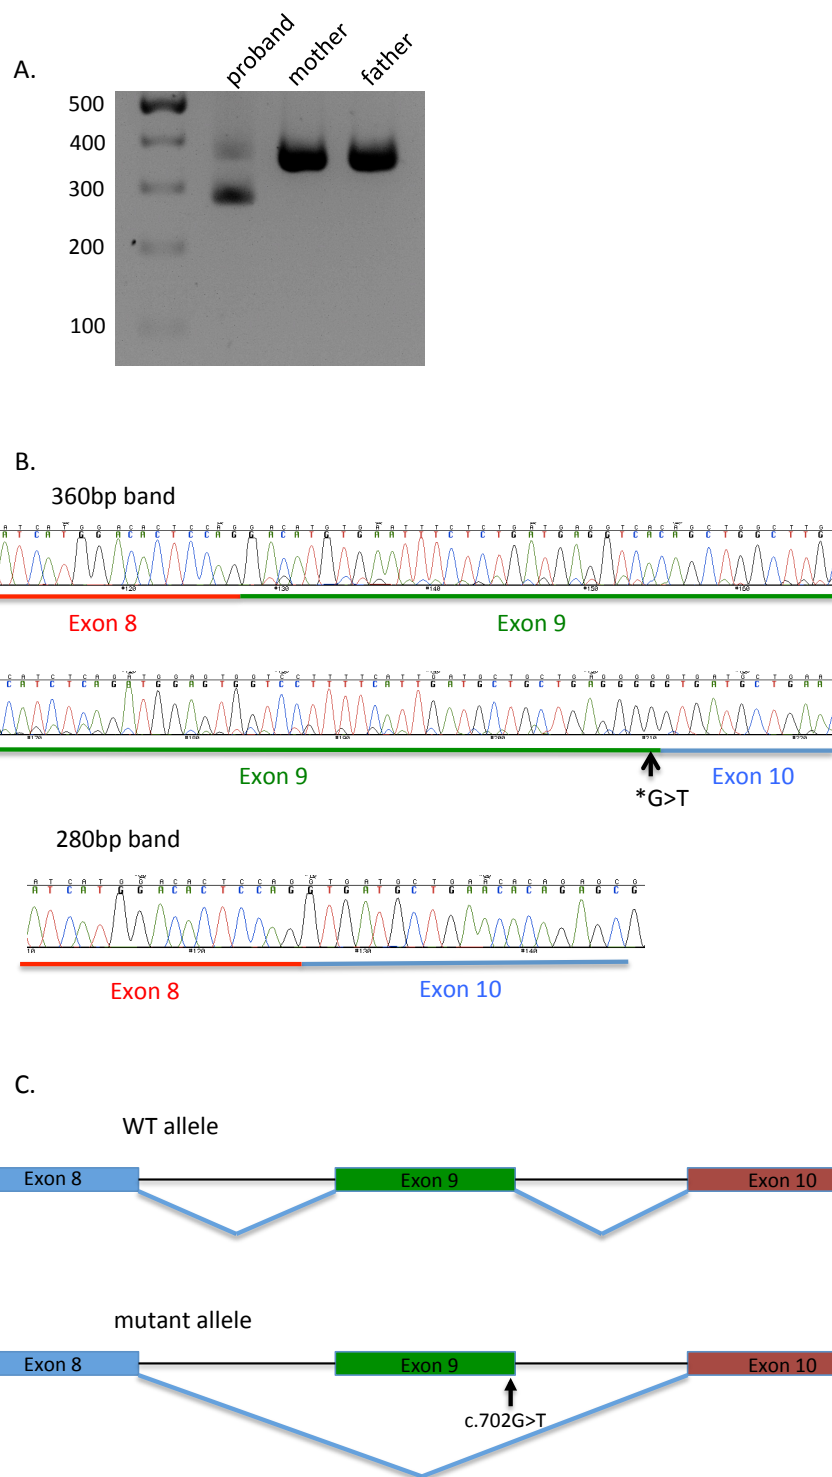 A.
proband
mother
father
500
400
300
200
100
B.
360bp band
A T C A T G G A C A C T C C A G G A C A T G T G A A T T T C T C T G A T G A G G T C A C A G C T G G C T T G
Exon 8
Exon 9
C A T C T C A G A T G G A G T G G T C C T T T T C A T T G A T G C T G C T G A G G G G G T G A T G C T G A A
Exon 9
Exon 10
*G>T
280bp band
A T C A T G G A C A C T C C A G G T G A T G C T G A A C A C A G A G C G
Exon 8
Exon 10
C.
WT allele
Exon 8
Exon 9
Exon 10
mutant allele
Exon 8
Exon 9
Exon 10
c.702G>T